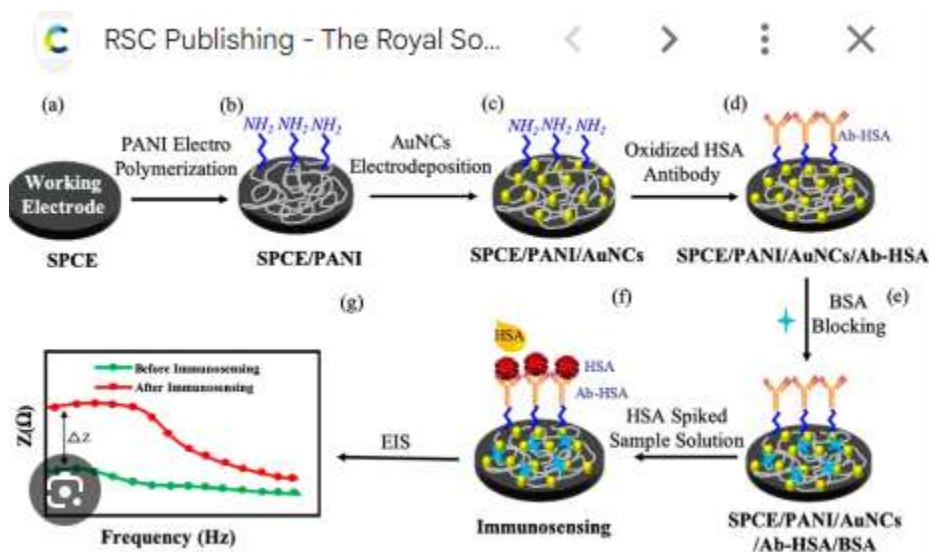 RSC Publishing - The Royal So...
(a)
(b)
(c)
(d)
PANI Electro
Polymerization
NH2 NH2 NH2
AuNCs
Electrodeposition
NH2 NH2 NH2
Oxidized HSA
Antibody
Ab-HSA
Working
Electrode
SPCE
SPCE/PANI
SPCE/PANI/AuNCs
SPCE/PANI/AuNCs/Ab-HSA
(g)
(f)
BSA
Blocking
(e)
HSA
Before Immunosensing
After Immunosensing
HSA
Ab-HSA
Z(Ω)
ΔZ
EIS
HSA Spiked
Sample Solution
Frequency (Hz)
Immunosensing
SPCE/PANI/AuNCs
/Ab-HSA/BSA